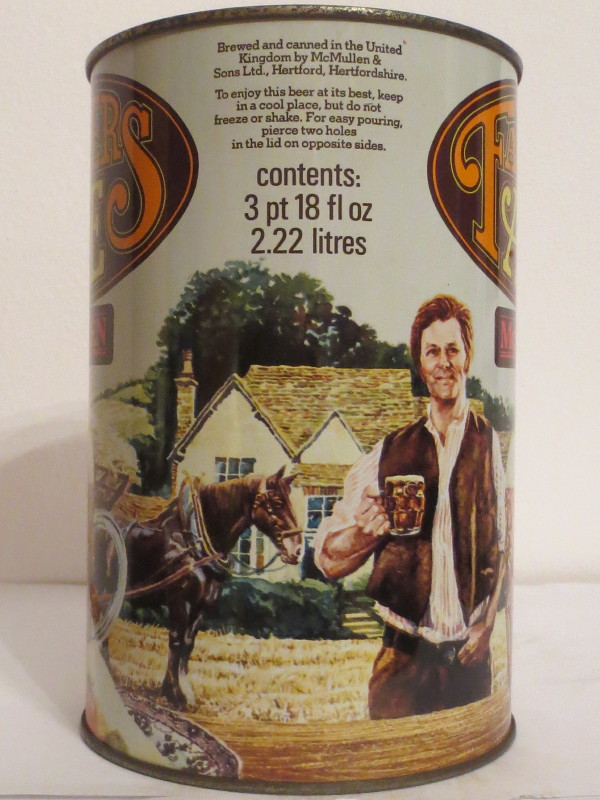 Brewed and canned in the United
Kingdom by McMullen &
Sons Ltd., Hertford, Hertfordshire.
To enjoy this beer at its best, keep
in a cool place, but do not
freeze or shake. For easy pouring,
pierce two holes
in the lid on opposite sides.
contents:
3 pt 18 fl oz
2.22 litres